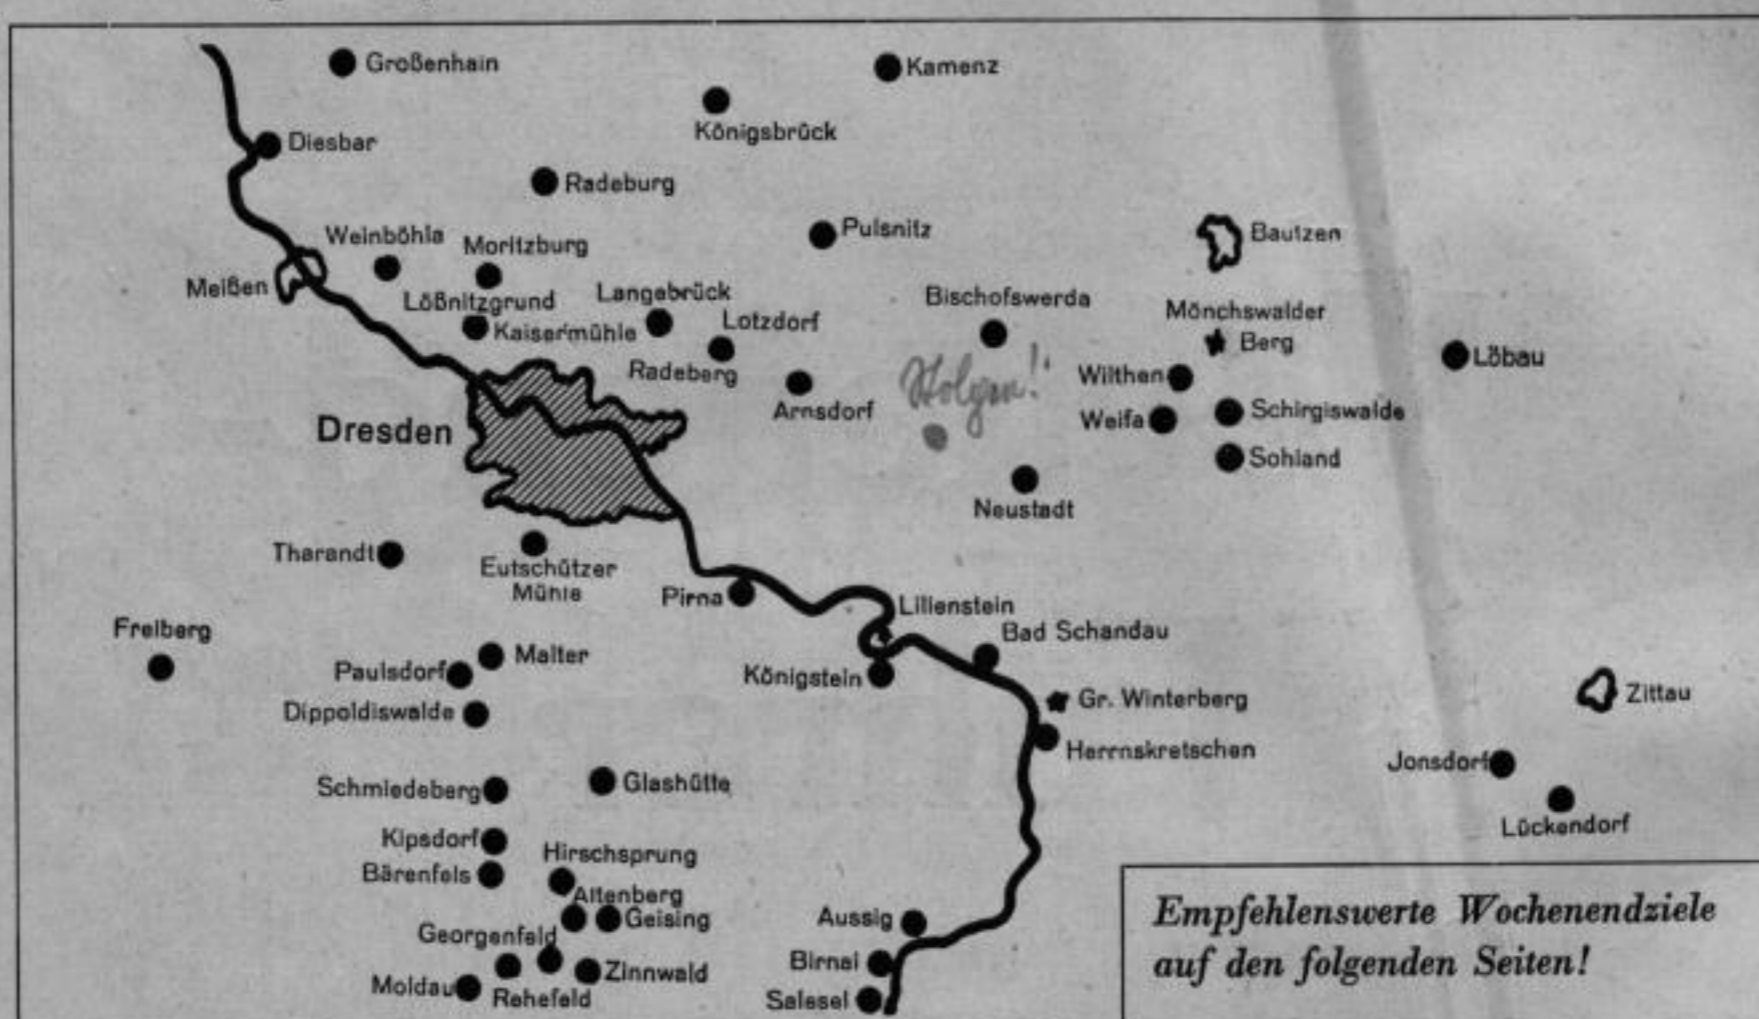 Großenhain
Kamenz
Königsbrück
Diesbar
Radeburg
Pulsnitz
Bautzen
Weinböhla
Moritzburg
Meißen
Lößnitzgrund
Langebrück
Bischofswerda
Mönchswalder
Berg
Kaisermühle
Lotzdorf
Löbau
Radeberg
Wilthen
Arnsdorf
Weifa
Schirgiswalde
Dresden
Sohland
Neustadt
Tharandt
Eutschützer
Mühle
Pirna
Lilienstein
Freiberg
Bad Schandau
Malter
Paulsdorf
Königstein
Zittau
Gr. Winterberg
Dippoldiswalde
Herrnskretschen
Jonsdorf
Schmiedeberg
Glashütte
Lückendorf
Kipsdorf
Hirschsprung
Bärenfels
Altenberg
Geising
Aussig
Georgenfeld
Birnai
Zinnwald
Moldau
Rehefeld
Salesel
Empfehlenswerte Wochenendziele
auf den folgenden Seiten!